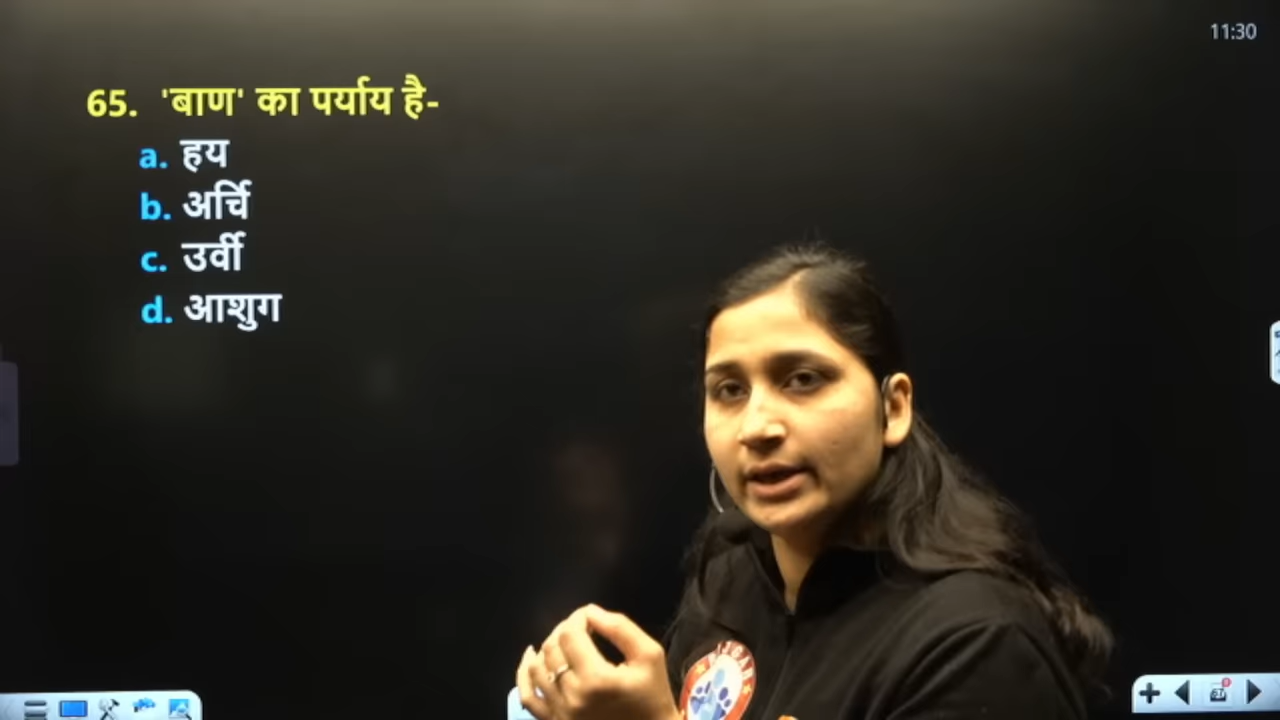 11:30
65. 'बाण' का पर्याय है-
a. हय
b. अर्चि
c. उर्वी
d. आशुग